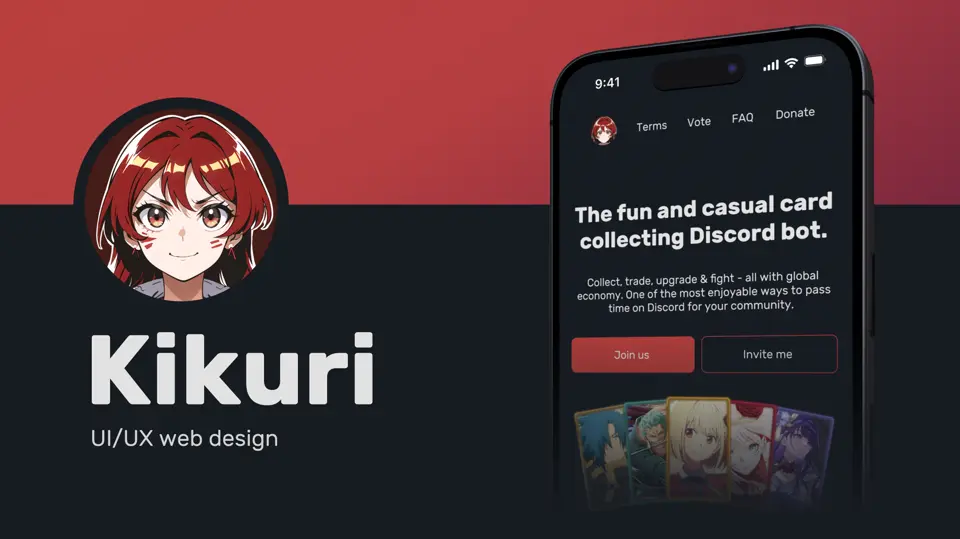 Kikuri
UI/UX web design
9:41
Terms Vote FAQ Donate
The fun and casual card
collecting Discord bot.
Collect, trade, upgrade & fight - all with global
economy. One of the most enjoyable ways to pass
time on Discord for your community.
Join us
Invite me